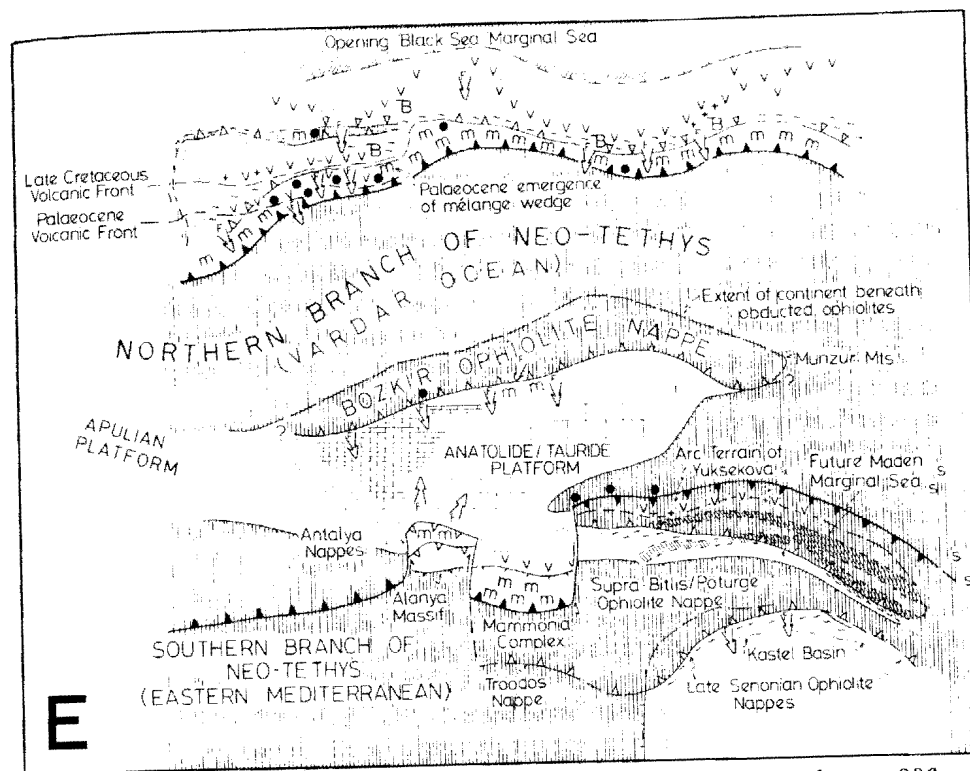 Opening Black Sea Marginal Sea
Late Cretaceous
Volcanic Front
Palaeocene
Volcanic Front
Palaeocene emergence
of mélange wedge
NORTHERN BRANCH OF NEO-TETHYS
(VARDAR OCEAN)
Extent of continent beneath
obducted ophiolites
BOZKIR OPHIOLITE NAPPE
Munzur Mts
APULIAN
PLATFORM
ANATOLIDE/TAURIDE
PLATFORM
Arc Terrain of
Yuksekova
Future Maden
Marginal Sea
Antalya
Nappes
Alanya
Massif
Mammonia
Complex
Supra Bitlis/Poturge
Ophiolite Nappe
SOUTHERN BRANCH OF
NEO-TETHYS
(EASTERN MEDITERRANEAN)
Troodos
Nappe
Kastel Basin
Late Senonian Ophiolite
Nappes
E